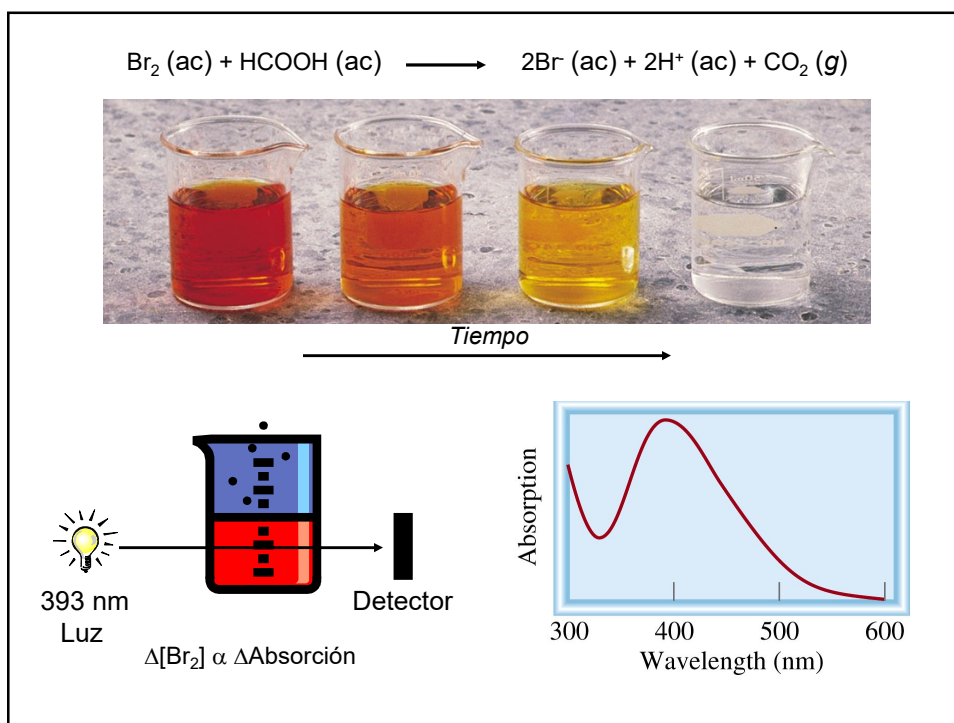 Br₂ (ac) + HCOOH (ac) ⟶ 2Br⁻ (ac) + 2H⁺ (ac) + CO₂ (g)
Tiempo
393 nm
Luz
Detector
Δ[Br₂] α ΔAbsorción
Absorption
300 400 500 600
Wavelength (nm)